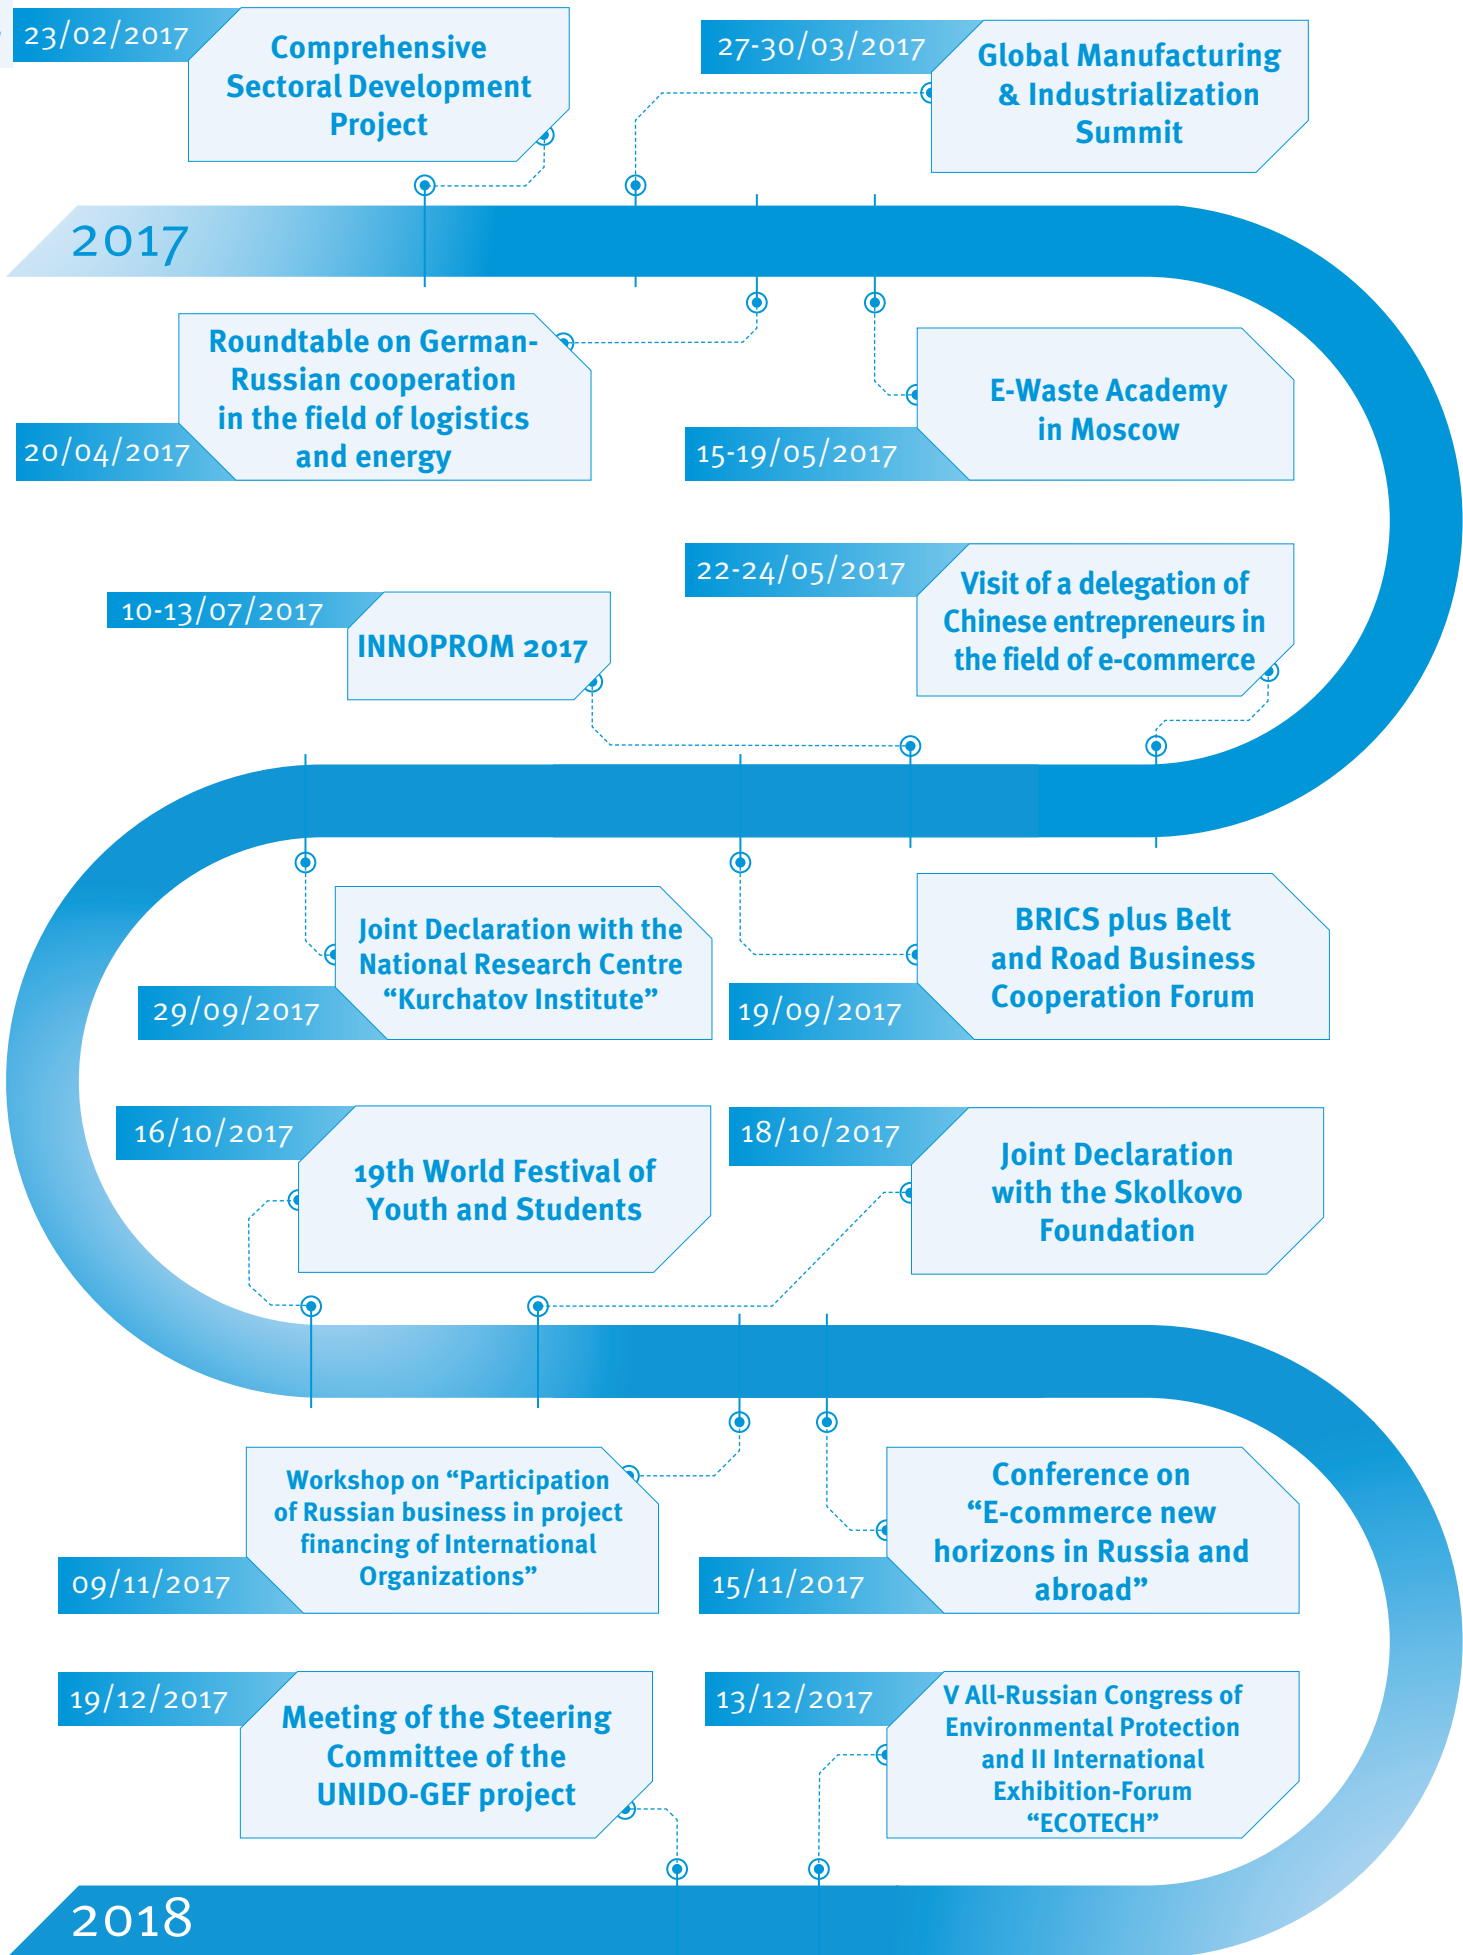 23/02/2017
Comprehensive
Sectoral Development
Project
27-30/03/2017
Global Manufacturing
& Industrialization
Summit
2017
Roundtable on German-
Russian cooperation
in the field of logistics
and energy
20/04/2017
E-Waste Academy
in Moscow
15-19/05/2017
22-24/05/2017
Visit of a delegation of
Chinese entrepreneurs in
the field of e-commerce
10-13/07/2017
INNOPROM 2017
BRICS plus Belt
and Road Business
Cooperation Forum
19/09/2017
Joint Declaration with the
National Research Centre
“Kurchatov Institute”
29/09/2017
16/10/2017
19th World Festival of
Youth and Students
18/10/2017
Joint Declaration
with the Skolkovo
Foundation
Workshop on “Participation
of Russian business in project
financing of International
Organizations”
09/11/2017
Conference on
“E-commerce new
horizons in Russia and
abroad”
15/11/2017
13/12/2017
V All-Russian Congress of
Environmental Protection
and II International
Exhibition-Forum
“ECOTECH”
19/12/2017
Meeting of the Steering
Committee of the
UNIDO-GEF project
2018